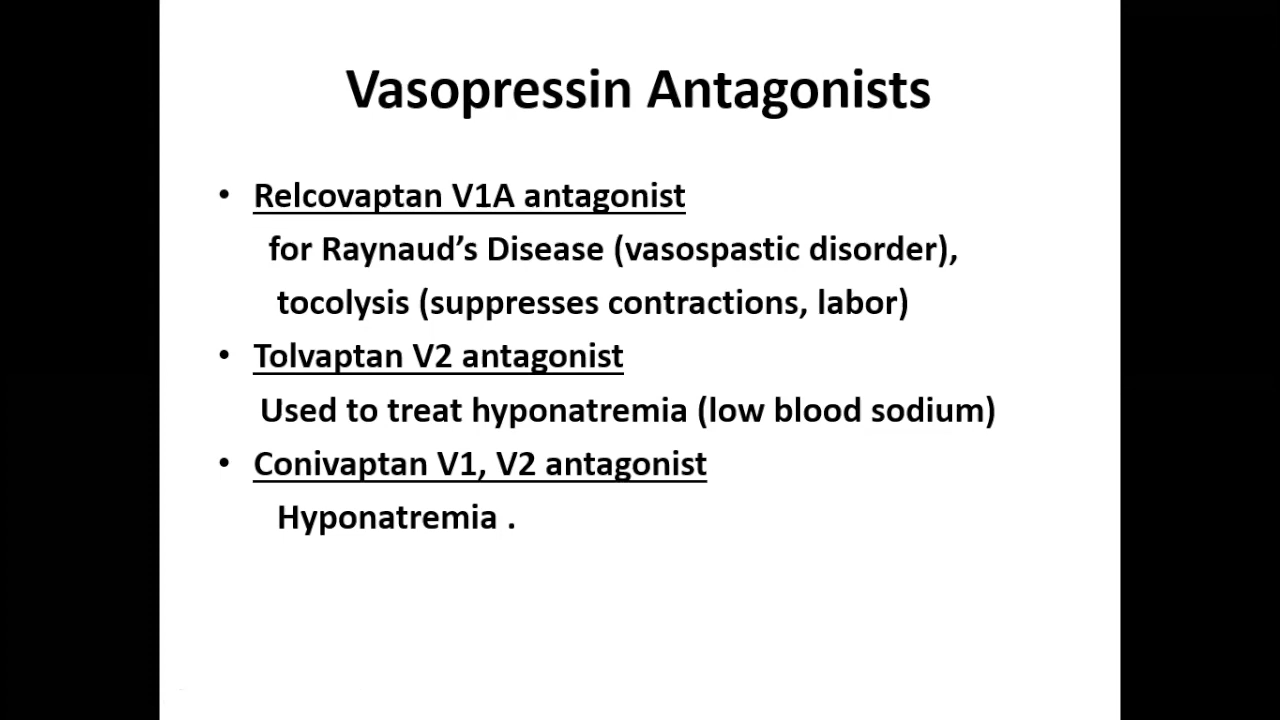 Vasopressin Antagonists
• Relcovaptan V1A antagonist
for Raynaud’s Disease (vasospastic disorder),
tocolysis (suppresses contractions, labor)
• Tolvaptan V2 antagonist
Used to treat hyponatremia (low blood sodium)
• Conivaptan V1, V2 antagonist
Hyponatremia .